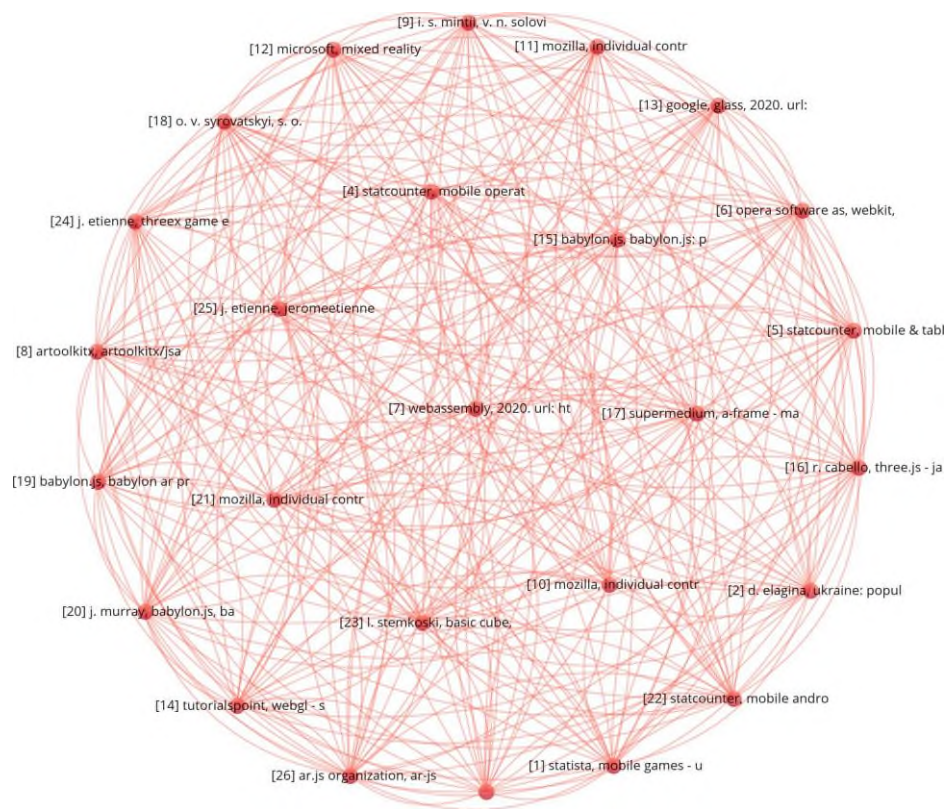 [9] i. s. mintii, v. n. solovi
[12] microsoft, mixed reality
[11] mozilla, individual contr
[13] google, glass, 2020. url:
[18] o. v. syrovatskyi, s. o.
[4] statcounter, mobile operat
[6] opera software as, webkit,
[24] j. etienne, threex game e
[15] babylon.js, babylon.js: p
[25] j. etienne, jeromeetienne
[5] statcounter, mobile & tabl
[8] artoolkitx, artoolkitx/jsa
[7] webassembly, 2020. url: ht
[17] supermedium, a-frame - ma
[16] r. cabello, three.js - ja
[19] babylon.js, babylon ar pr
[21] mozilla, individual contr
[10] mozilla, individual contr
[2] d. elagina, ukraine: popul
[20] j. murray, babylon.js, ba
[23] l. stemkoski, basic cube,
[22] statcounter, mobile andro
[14] tutorialspoint, webgl - s
[1] statista, mobile games - u
[26] ar.js organization, ar-js